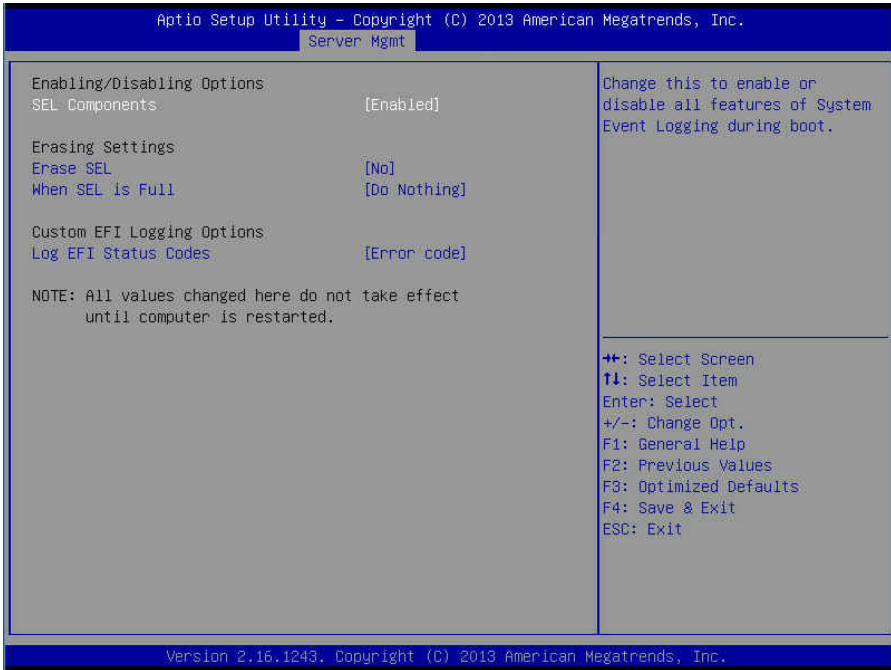 Aptio Setup Utility – Copyright (C) 2013 American Megatrends, Inc.
Server Mgmt
Enabling/Disabling Options
SEL Components [Enabled]
Erasing Settings
Erase SEL [No]
When SEL is Full [Do Nothing]
Custom EFI Logging Options
Log EFI Status Codes [Error code]
NOTE: All values changed here do not take effect
until computer is restarted.
Change this to enable or
disable all features of System
Event Logging during boot.
→←: Select Screen
↑↓: Select Item
Enter: Select
+/-: Change Opt.
F1: General Help
F2: Previous Values
F3: Optimized Defaults
F4: Save & Exit
ESC: Exit
Version 2.16.1243. Copyright (C) 2013 American Megatrends, Inc.